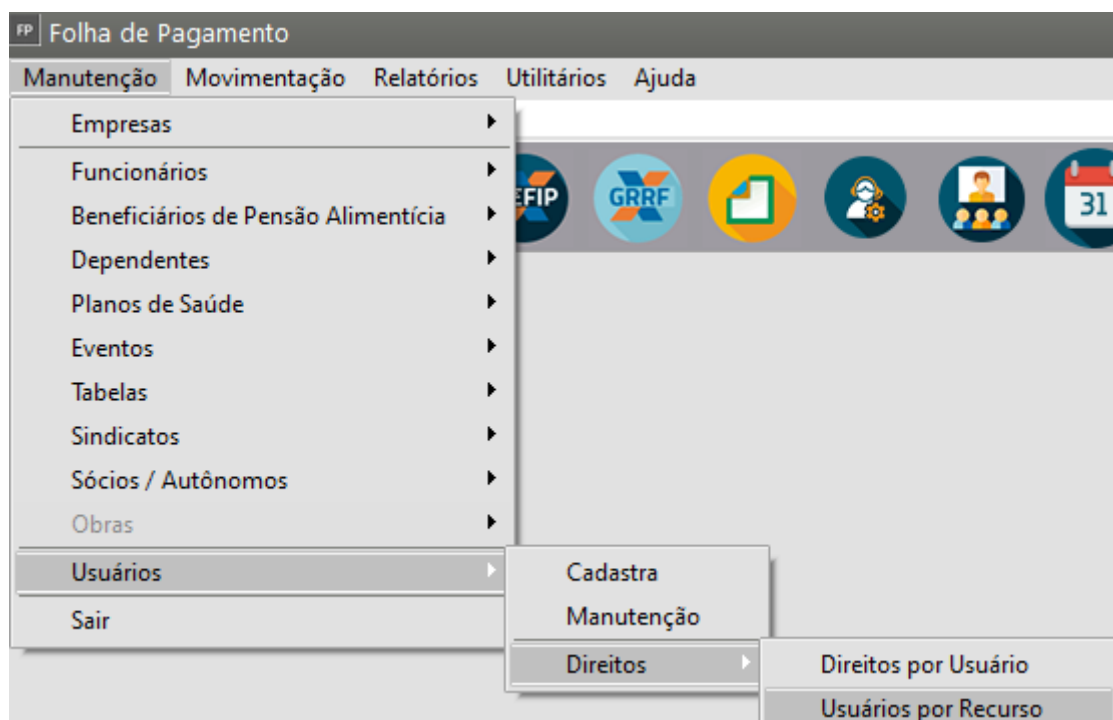 FP Folha de Pagamento
Manutenção Movimentação Relatórios Utilitários Ajuda
Empresas
Funcionários
Beneficiários de Pensão Alimentícia
Dependentes
Planos de Saúde
Eventos
Tabelas
Sindicatos
Sócios / Autônomos
Obras
Usuários
Sair
EFIP
GRRF
31
Cadastra
Manutenção
Direitos
Direitos por Usuário
Usuários por Recurso